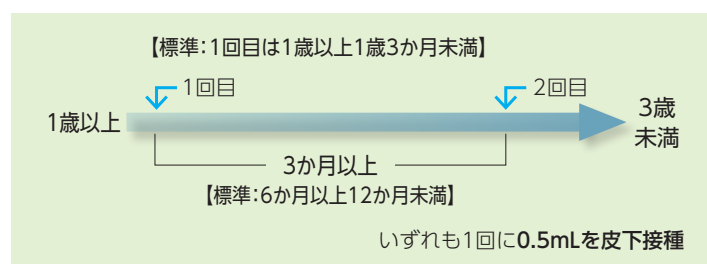 【標準:1回目は1歳以上1歳3か月未満】
1回目
2回目
1歳以上
3歳
未満
3か月以上
【標準:6か月以上12か月未満】
いずれも1回に0.5mLを皮下接種